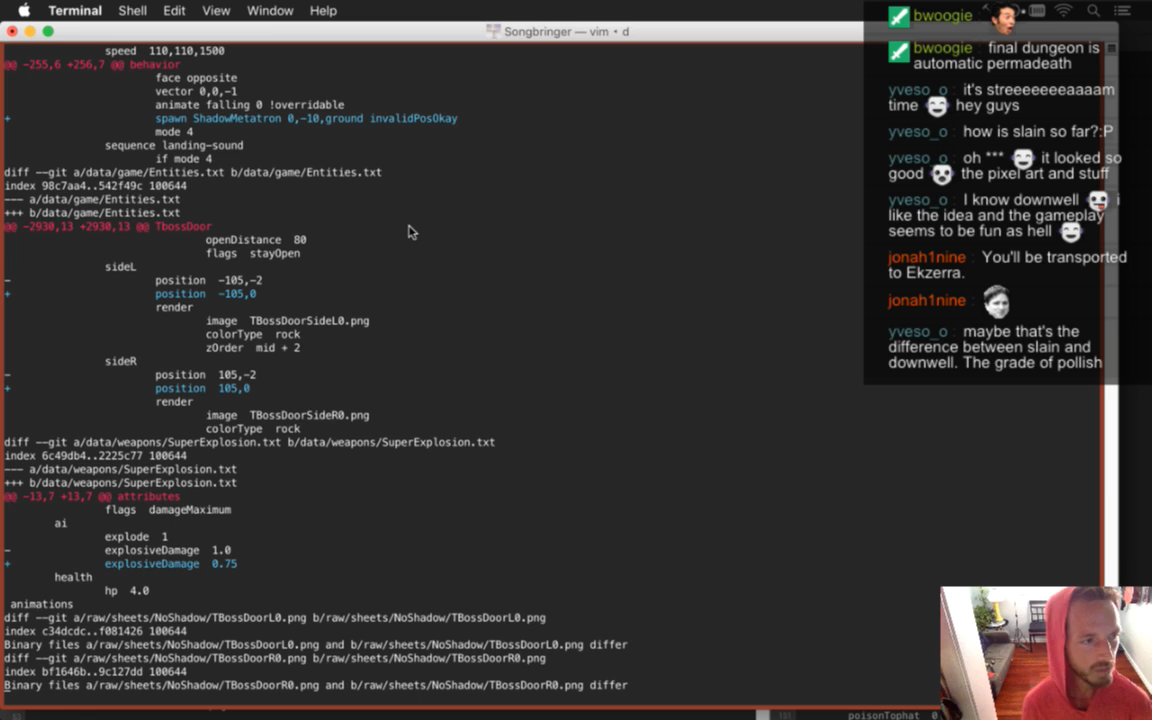 Terminal Shell Edit View Window Help
Songbringer — vim • d
speed 110,110,1500
@@ -255,6 +256,7 @@ behavior
face opposite
vector 0,0,-1
animate falling 0 !overridable
+ spawn ShadowMetatron 0,-10,ground invalidPosOkay
mode 4
sequence landing-sound
if mode 4
diff --git a/data/game/Entities.txt b/data/game/Entities.txt
index 98c7aa4..542f49c 100644
--- a/data/game/Entities.txt
+++ b/data/game/Entities.txt
@@ -2930,13 +2930,13 @@ TbossDoor
openDistance 80
flags stayOpen
sideL
- position -105,-2
+ position -105,0
render
image TBossDoorSideL0.png
colorType rock
zOrder mid + 2
sideR
- position 105,-2
+ position 105,0
render
image TBossDoorSideR0.png
colorType rock
diff --git a/data/weapons/SuperExplosion.txt b/data/weapons/SuperExplosion.txt
index 6c49db4..2225c77 100644
--- a/data/weapons/SuperExplosion.txt
+++ b/data/weapons/SuperExplosion.txt
@@ -13,7 +13,7 @@ attributes
flags damageMaximum
ai
explode 1
- explosiveDamage 1.0
+ explosiveDamage 0.75
health
hp 4.0
animations
diff --git a/raw/sheets/NoShadow/TBossDoorL0.png b/raw/sheets/NoShadow/TBossDoorL0.png
index c34dcdc..f081426 100644
Binary files a/raw/sheets/NoShadow/TBossDoorL0.png and b/raw/sheets/NoShadow/TBossDoorL0.png differ
diff --git a/raw/sheets/NoShadow/TBossDoorR0.png b/raw/sheets/NoShadow/TBossDoorR0.png
index bf1646b..9c127dd 100644
Binary files a/raw/sheets/NoShadow/TBossDoorR0.png and b/raw/sheets/NoShadow/TBossDoorR0.png differ
bwoogie :
bwoogie : final dungeon is
automatic permadeath
yveso_o : it's streeeeeeeaaaam
time hey guys
yveso_o : how is slain so far?:P
yveso_o : oh *** it looked so
good the pixel art and stuff
yveso_o : I know downwell i
like the idea and the gameplay
seems to be fun as hell
jonah1nine : You'll be transported
to Ekzerra.
jonah1nine :
yveso_o : maybe that's the
difference between slain and
downwell. The grade of pollish
poisonTophat 0